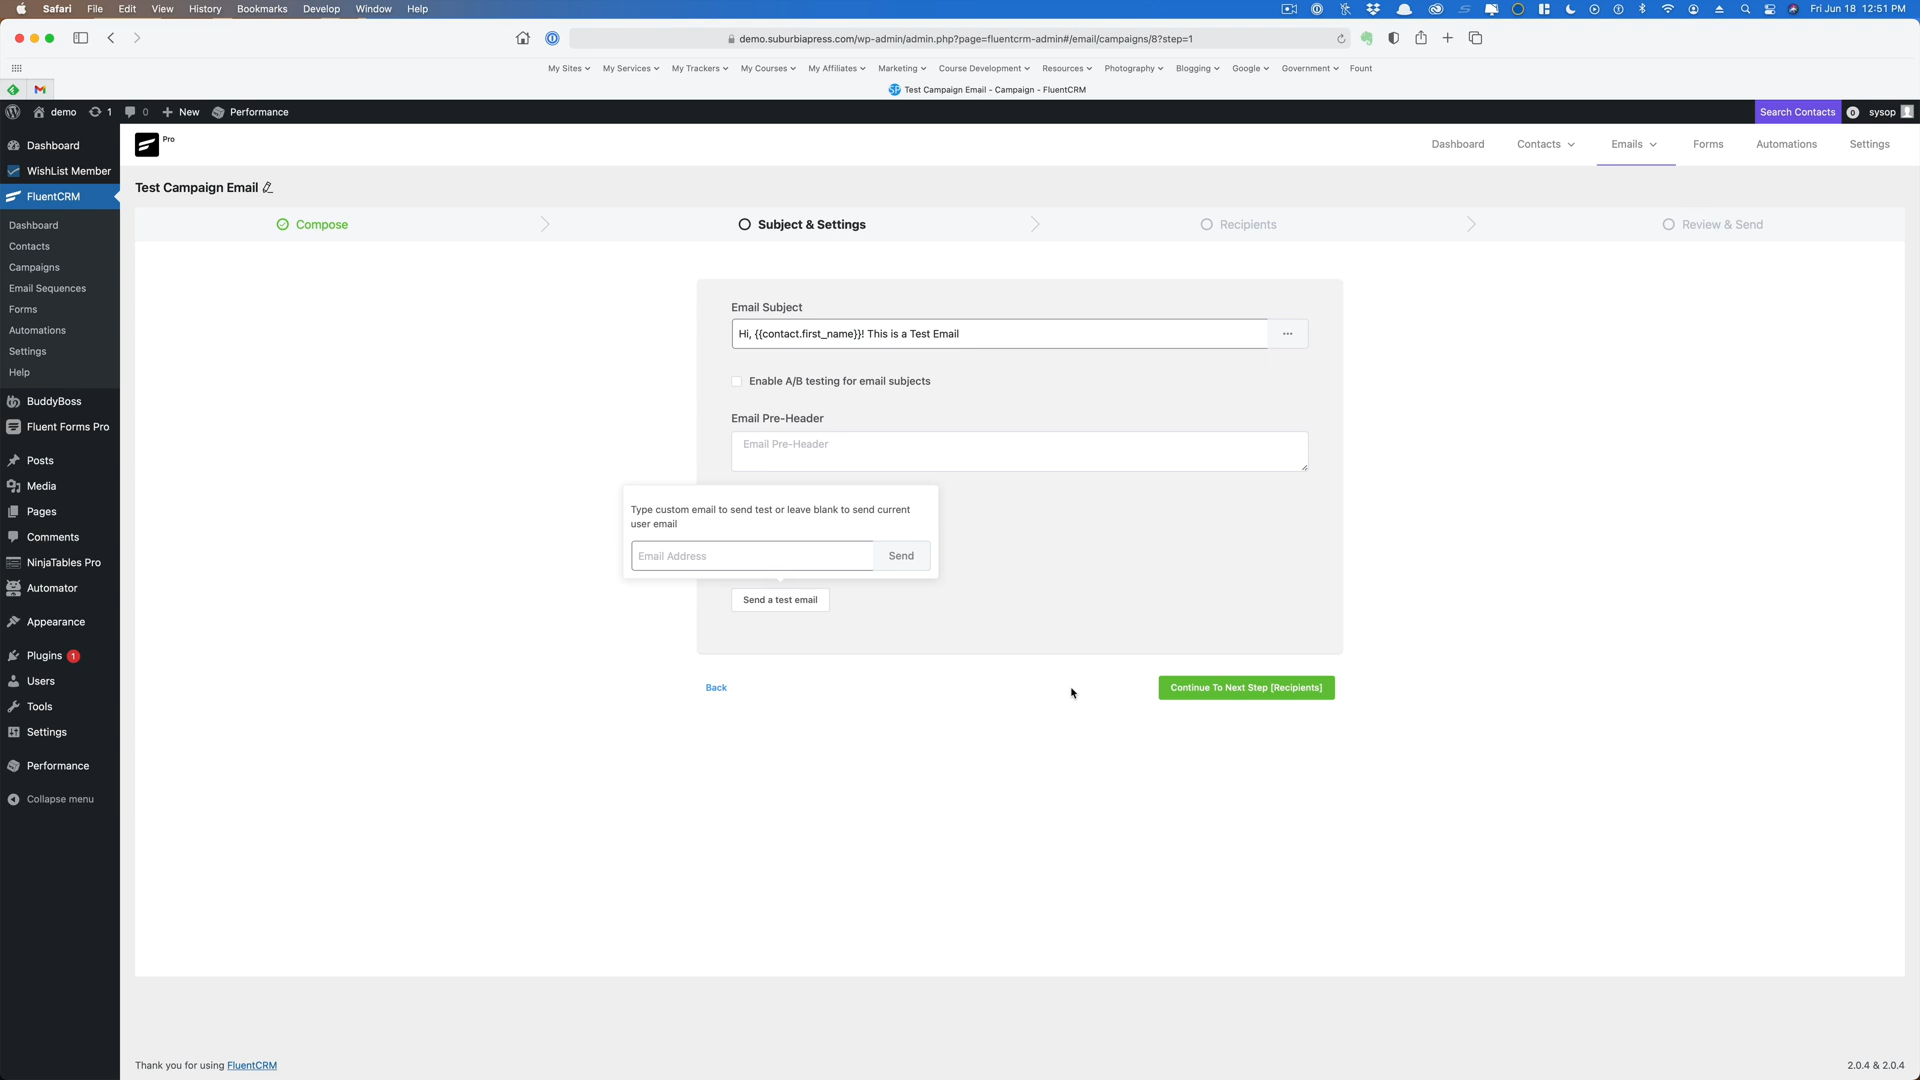 Safari File Edit View History Bookmarks Develop Window Help Fri Jun 18 12:51 PM
demo.suburbiapress.com/wp-admin/admin.php?page=fluentcrm-admin#/email/campaigns/8?step=1
My Sites My Services My Trackers My Courses My Affiliates Marketing Course Development Resources Photography Blogging Google Government Fount
Test Campaign Email - Campaign - FluentCRM
demo 1 0 New Performance Search Contacts 0 sysop
Pro
Dashboard Contacts Emails Forms Automations Settings
Dashboard
WishList Member
FluentCRM
Dashboard
Contacts
Campaigns
Email Sequences
Forms
Automations
Settings
Help
BuddyBoss
Fluent Forms Pro
Posts
Media
Pages
Comments
NinjaTables Pro
Automator
Appearance
Plugins 1
Users
Tools
Settings
Performance
Collapse menu
Test Campaign Email
Compose Subject & Settings Recipients Review & Send
Email Subject
Hi, {{contact.first_name}}! This is a Test Email
Enable A/B testing for email subjects
Email Pre-Header
Email Pre-Header
Type custom email to send test or leave blank to send current
user email
Email Address Send
Send a test email
Back Continue To Next Step [Recipients]
Thank you for using FluentCRM 2.0.4 & 2.0.4